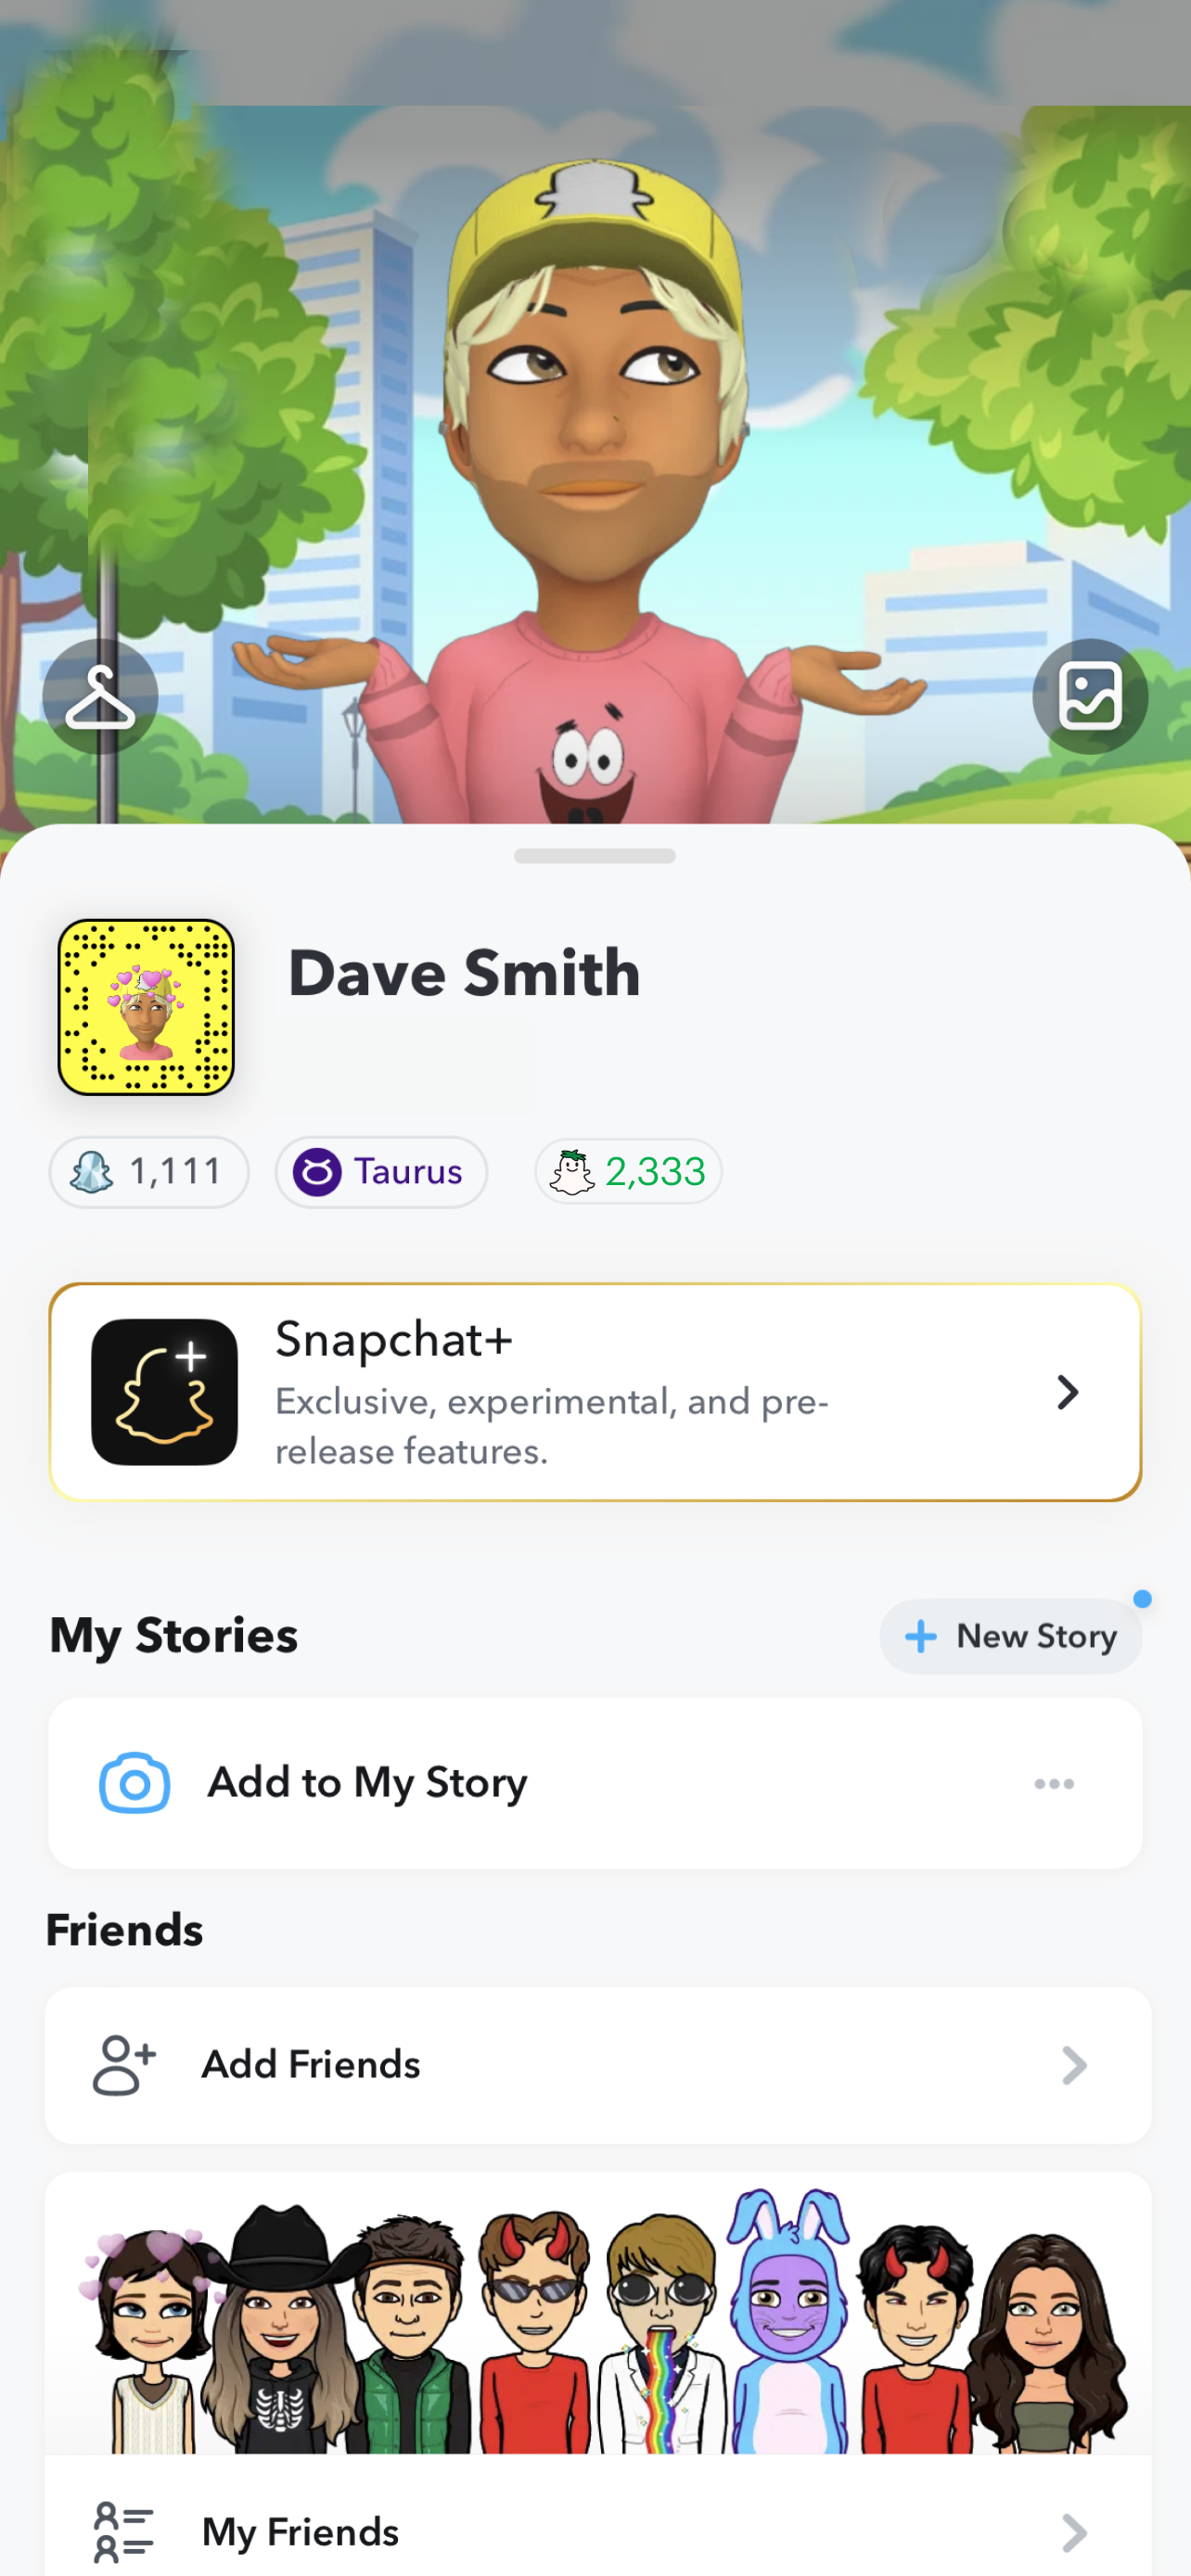 Dave Smith
1,111
Taurus
2,333
Snapchat+
Exclusive, experimental, and pre-
release features.
My Stories
New Story
Add to My Story
Friends
Add Friends
My Friends